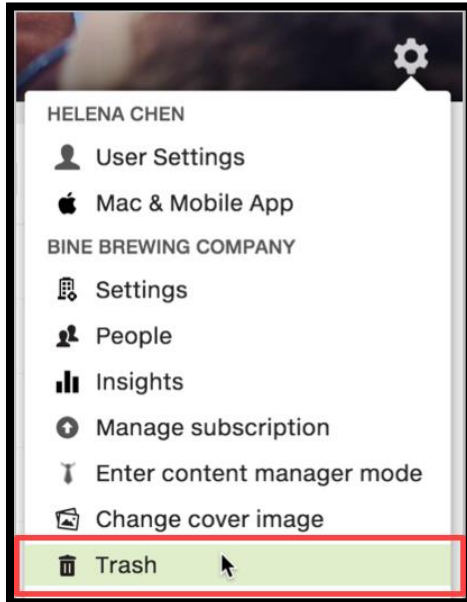 HELENA CHEN
User Settings
Mac & Mobile App
BINE BREWING COMPANY
Settings
People
Insights
Manage subscription
Enter content manager mode
Change cover image
Trash